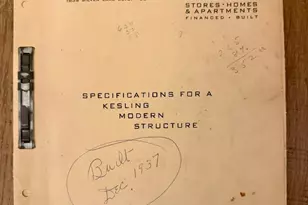 STORES · HOMES
& APARTMENTS
FINANCED · BUILT
SPECIFICATIONS FOR A
KESLING
MODERN
STRUCTURE
Built
Dec. 1937